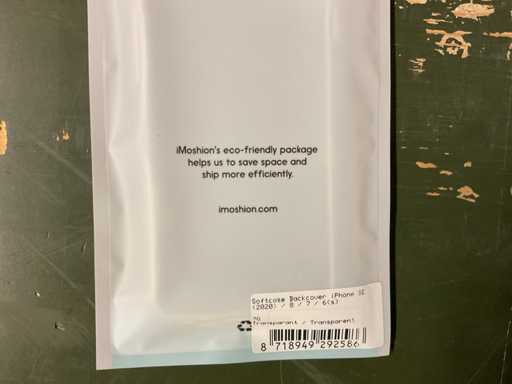 iMoshion's eco-friendly package
helps us to save space and
ship more efficiently.
imoshion.com
Softcase Backcover iPhone SE
(2020) / 8 / 7 / 6(s)
Transparant / Transparent
8 718949 292586